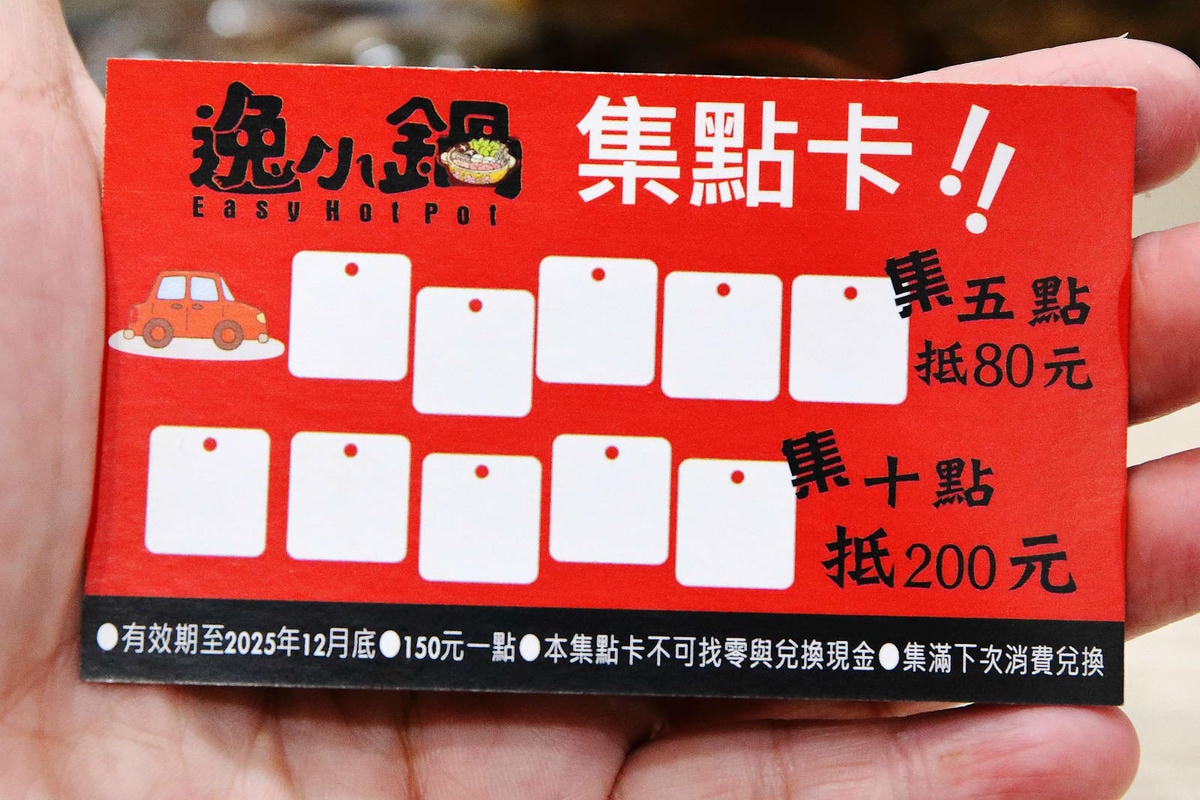 逸小鍋
Easy Hot Pot
集點卡!!
集五點
抵80元
集十點
抵200元
●有效期至2025年12月底●150元一點●本集點卡不可找零與兌換現金●集滿下次消費兌換